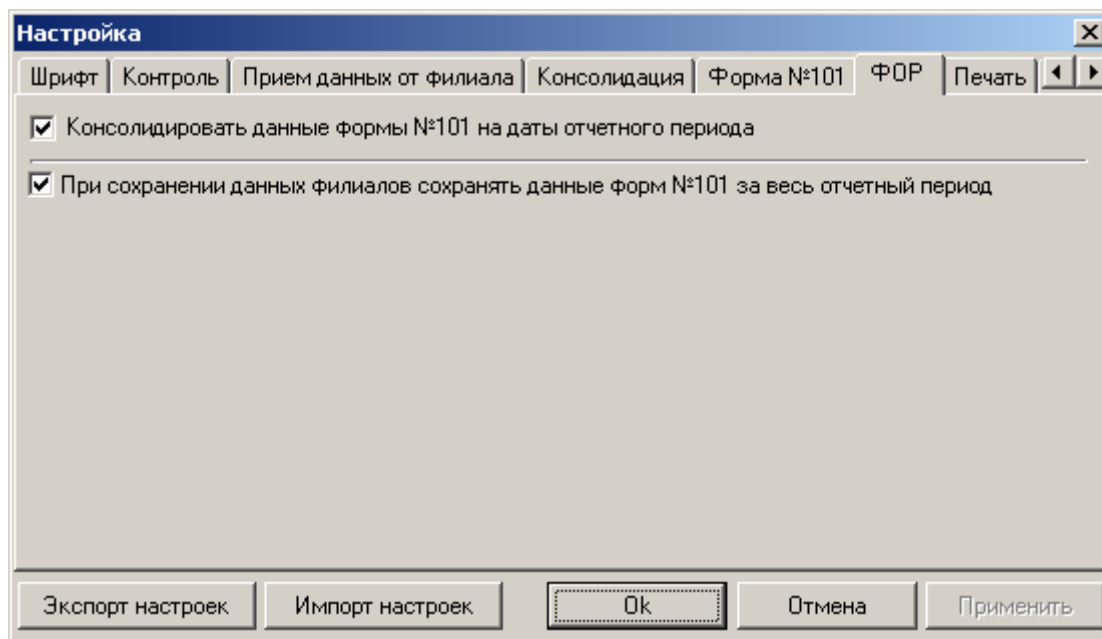 Настройка
Шрифт Контроль Прием данных от филиала Консолидация Форма №101 ФОР Печать
Консолидировать данные формы №101 на даты отчетного периода
При сохранении данных филиалов сохранять данные форм №101 за весь отчетный период
Экспорт настроек Импорт настроек Ok Отмена Применить